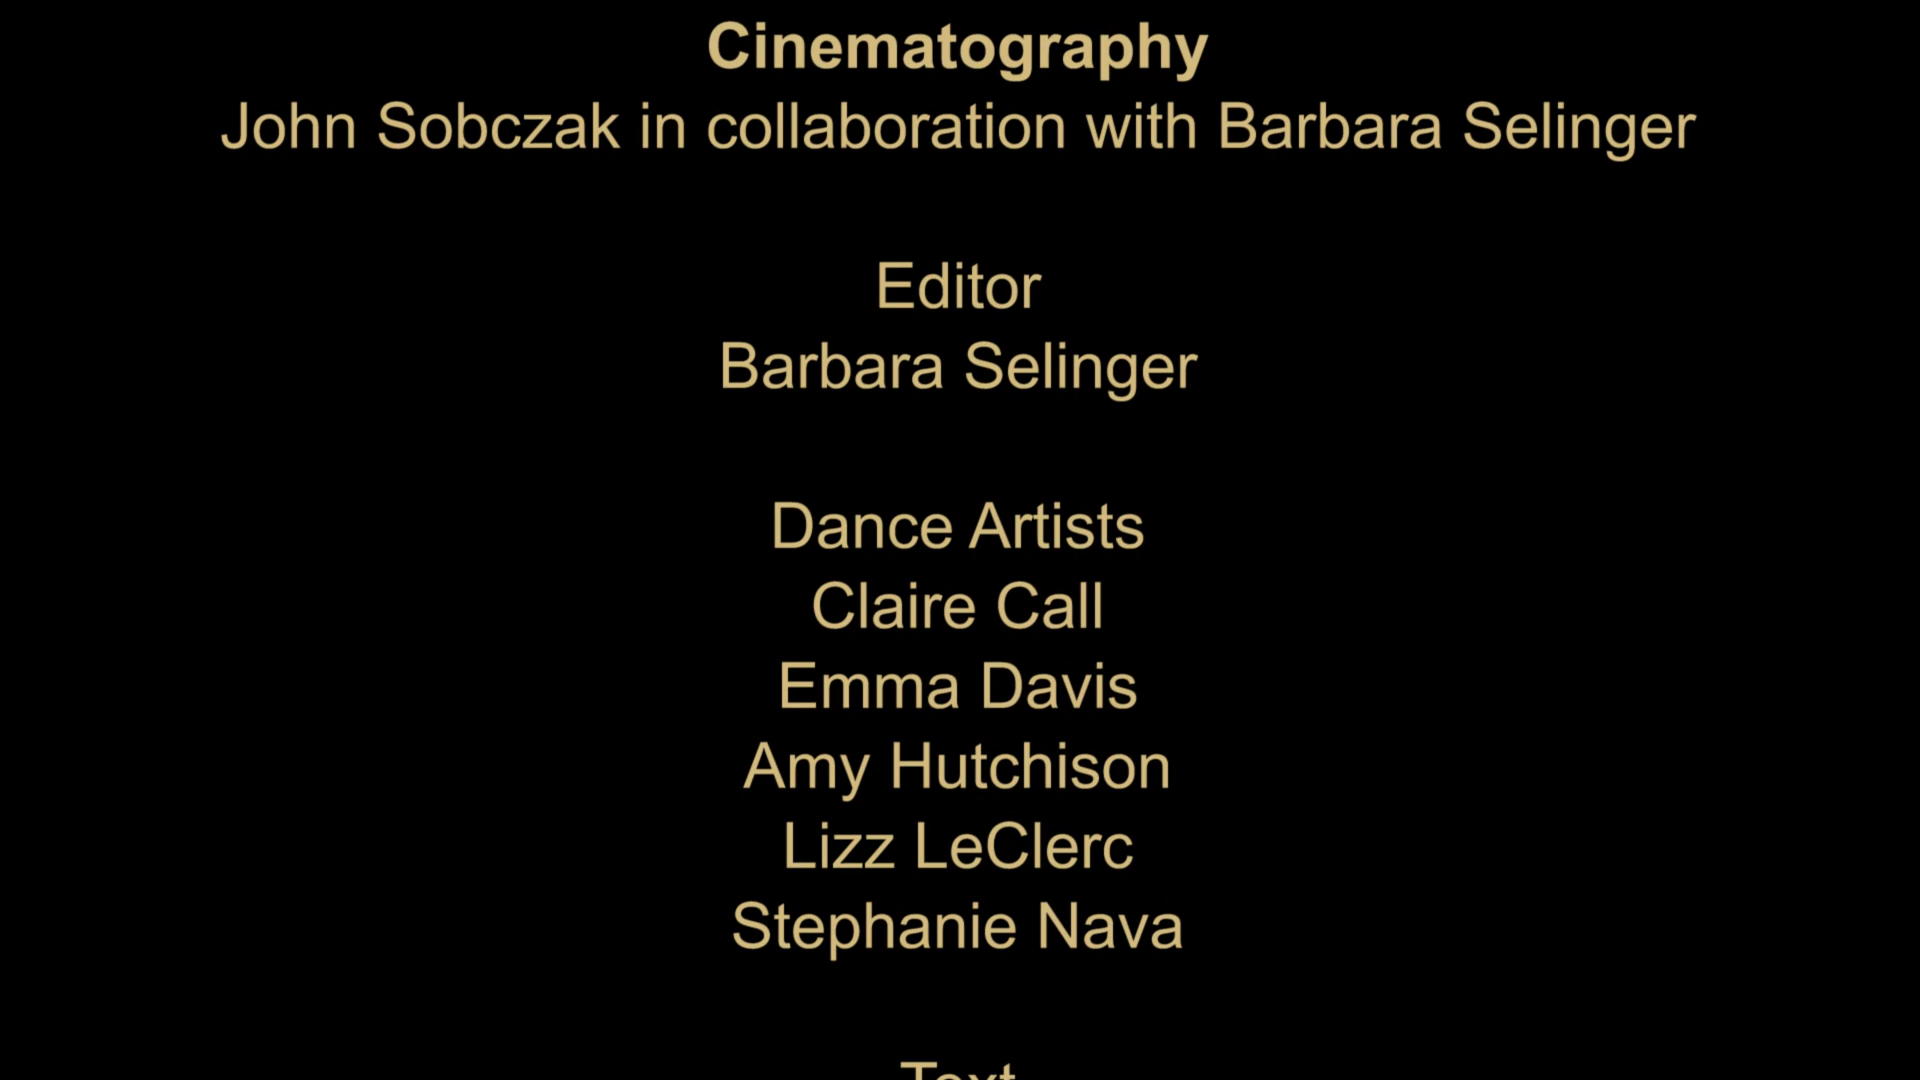 Cinematography
John Sobczak in collaboration with Barbara Selinger
Editor
Barbara Selinger
Dance Artists
Claire Call
Emma Davis
Amy Hutchison
Lizz LeClerc
Stephanie Nava
Text